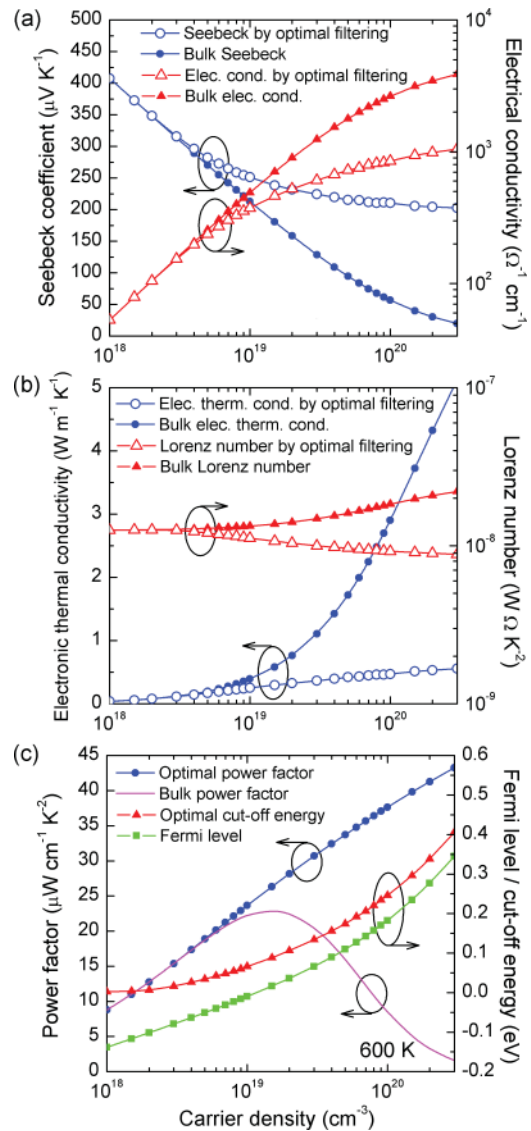 (a)
Seebeck by optimal filtering
Bulk Seebeck
Elec. cond. by optimal filtering
Bulk elec. cond.
Seebeck coefficient (μV K⁻¹)
500
450
400
350
300
250
200
150
100
50
0
10¹⁸
10¹⁹
10²⁰
10⁴
10³
10²
Electrical conductivity (Ω⁻¹ cm⁻¹)
(b)
Elec. therm. cond. by optimal filtering
Bulk elec. therm. cond.
Lorenz number by optimal filtering
Bulk Lorenz number
Electronic thermal conductivity (W m⁻¹ K⁻¹)
5
4
3
2
1
0
10¹⁸
10¹⁹
10²⁰
10⁻⁷
10⁻⁸
10⁻⁹
Lorenz number (W Ω K⁻²)
(c)
Optimal power factor
Bulk power factor
Optimal cut-off energy
Fermi level
Power factor (μW cm⁻¹ K⁻²)
45
40
35
30
25
20
15
10
5
0
10¹⁸
10¹⁹
10²⁰
0.6
0.5
0.4
0.3
0.2
0.1
0.0
-0.1
-0.2
Fermi level / cut-off energy (eV)
600 K
Carrier density (cm⁻³)